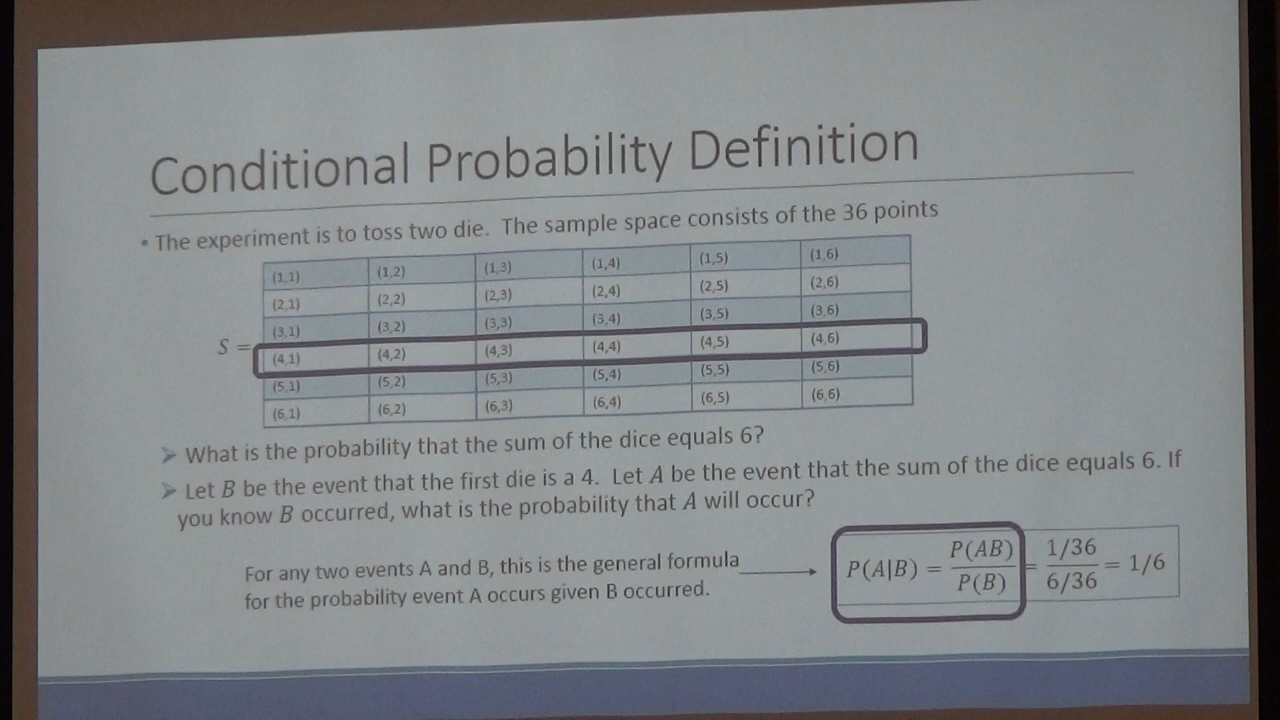 Conditional Probability Definition
• The experiment is to toss two die. The sample space consists of the 36 points
(1,1) (1,2) (1,3) (1,4) (1,5) (1,6)
(2,1) (2,2) (2,3) (2,4) (2,5) (2,6)
(3,1) (3,2) (3,3) (3,4) (3,5) (3,6)
S = (4,1) (4,2) (4,3) (4,4) (4,5) (4,6)
(5,1) (5,2) (5,3) (5,4) (5,5) (5,6)
(6,1) (6,2) (6,3) (6,4) (6,5) (6,6)
➢ What is the probability that the sum of the dice equals 6?
➢ Let B be the event that the first die is a 4. Let A be the event that the sum of the dice equals 6. If
you know B occurred, what is the probability that A will occur?
For any two events A and B, this is the general formula
for the probability event A occurs given B occurred.
P(A|B) = P(AB)/P(B) = 1/36 / 6/36 = 1/6